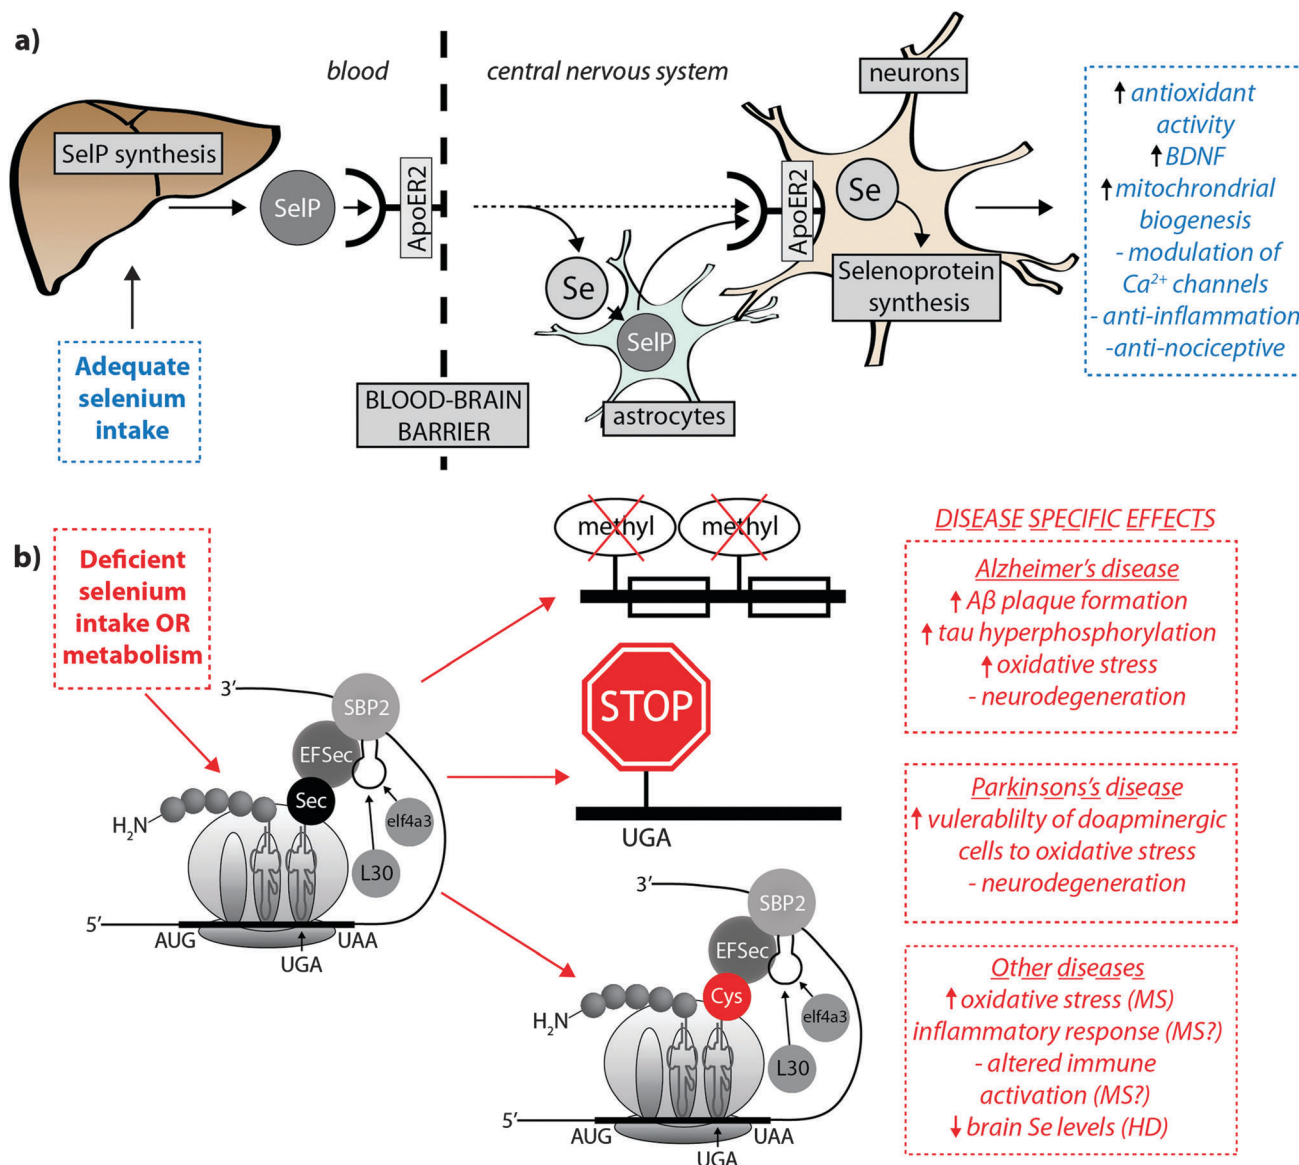 a)
blood
central nervous system
neurons
SelP synthesis
SelP
ApoER2
Se
SelP
astrocytes
ApoER2
Se
Selenoprotein
synthesis
BLOOD-BRAIN
BARRIER
Adequate
selenium
intake
↑ antioxidant
activity
↑ BDNF
↑ mitochrondrial
biogenesis
- modulation of
Ca²⁺ channels
- anti-inflammation
-anti-nociceptive
b)
Deficient
selenium
intake OR
metabolism
3′
SBP2
EFSec
Sec
elf4a3
L30
H₂N
5′
AUG
UGA
UAA
methyl
methyl
STOP
UGA
3′
SBP2
EFSec
Cys
elf4a3
L30
H₂N
5′
AUG
UGA
UAA
DISEASE SPECIFIC EFFECTS
Alzheimer's disease
↑ Aβ plaque formation
↑ tau hyperphosphorylation
↑ oxidative stress
- neurodegeneration
Parkinsons's disease
↑ vulerablilty of doapminergic
cells to oxidative stress
- neurodegeneration
Other diseases
↑ oxidative stress (MS)
inflammatory response (MS?)
- altered immune
activation (MS?)
↓ brain Se levels (HD)